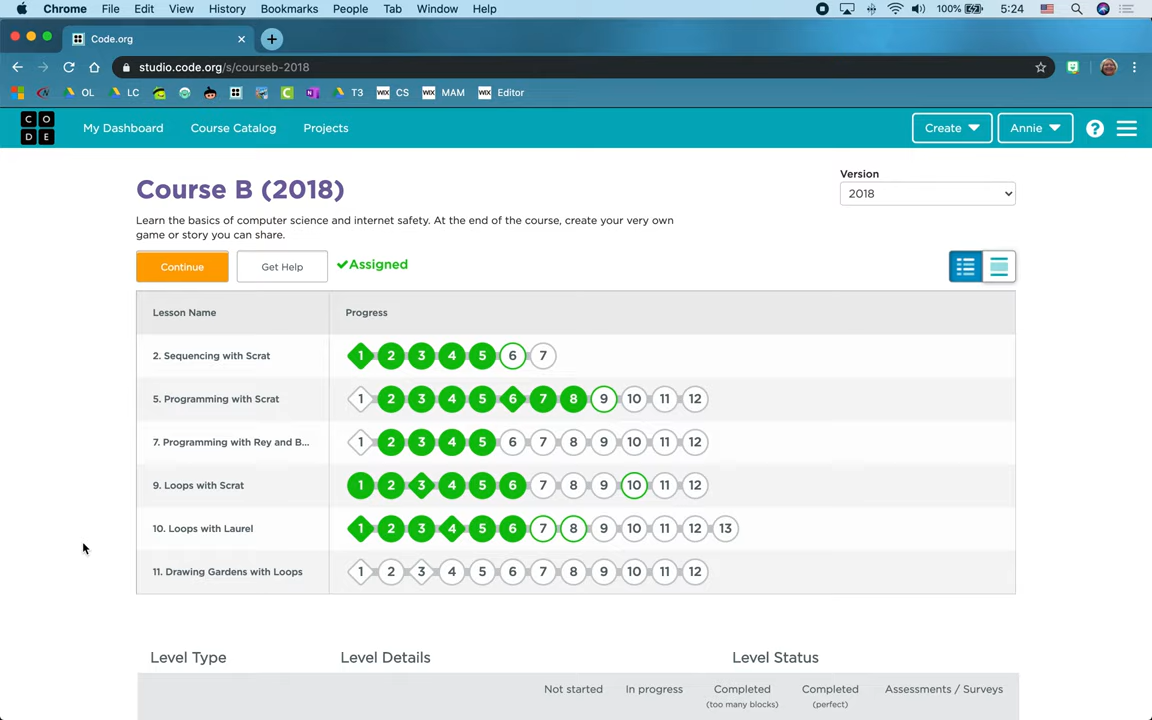 Chrome File Edit View History Bookmarks People Tab Window Help 100% 5:24
Code.org
studio.code.org/s/courseb-2018
OL LC T3 WIX CS WIX MAM WIX Editor
C O D E My Dashboard Course Catalog Projects Create Annie ?
Course B (2018)
Version
2018
Learn the basics of computer science and internet safety. At the end of the course, create your very own
game or story you can share.
Continue Get Help Assigned
Lesson Name Progress
2. Sequencing with Scrat 1 2 3 4 5 6 7
5. Programming with Scrat 1 2 3 4 5 6 7 8 9 10 11 12
7. Programming with Rey and B... 1 2 3 4 5 6 7 8 9 10 11 12
9. Loops with Scrat 1 2 3 4 5 6 7 8 9 10 11 12
10. Loops with Laurel 1 2 3 4 5 6 7 8 9 10 11 12 13
11. Drawing Gardens with Loops 1 2 3 4 5 6 7 8 9 10 11 12
Level Type Level Details Level Status
Not started In progress Completed Completed Assessments / Surveys
(too many blocks) (perfect)